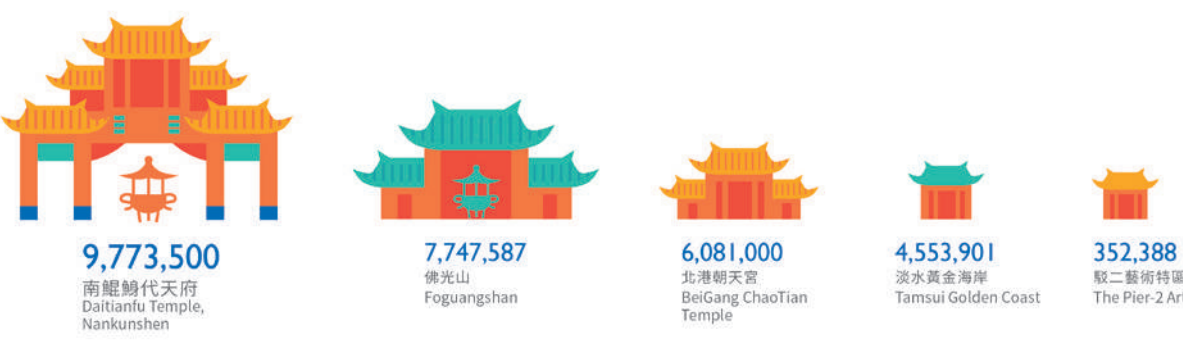 9,773,500
南鯤鯓代天府
Daitianfu Temple,
Nankunshen
7,747,587
佛光山
Foguangshan
6,081,000
北港朝天宮
BeiGang ChaoTian
Temple
4,553,901
淡水黃金海岸
Tamsui Golden Coast
352,388
駁二藝術特區
The Pier-2